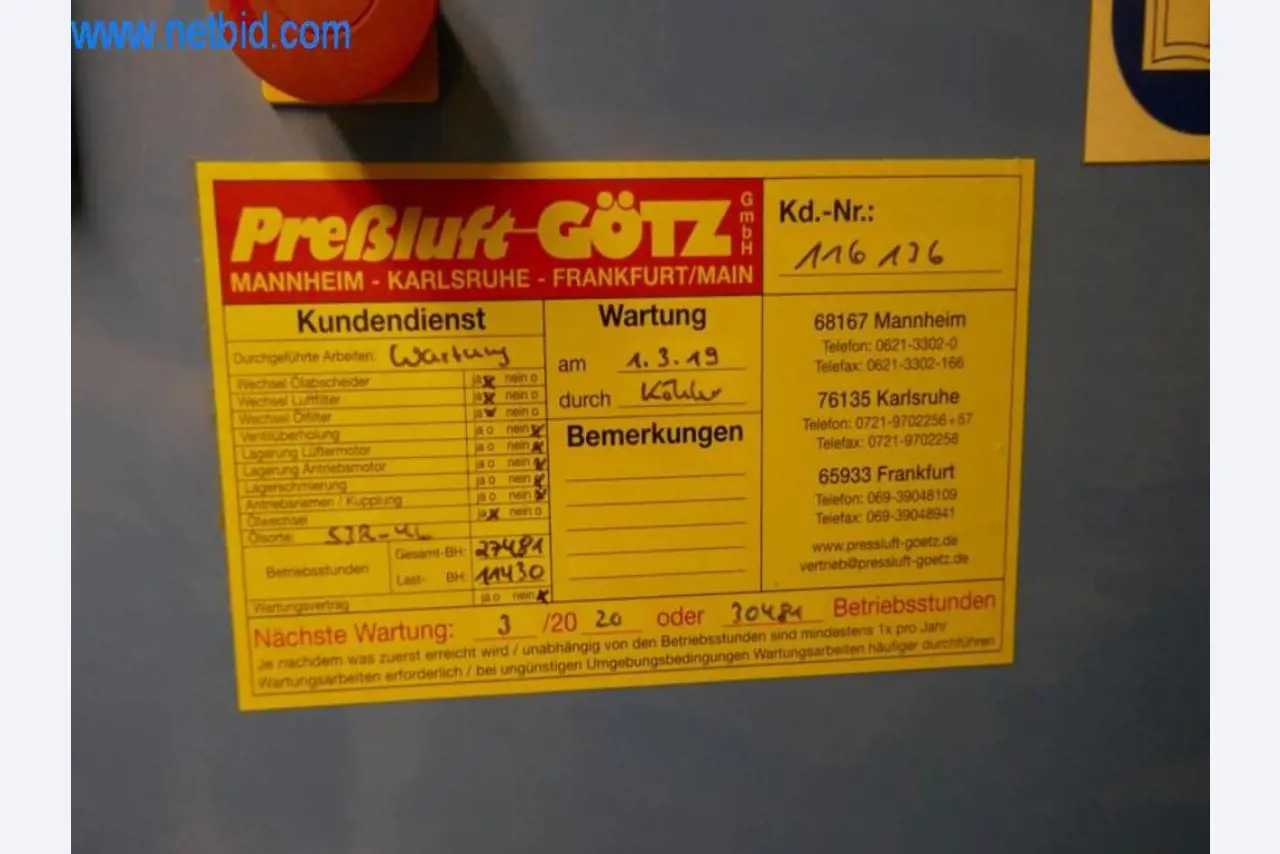 www.netbid.com
Preßluft-GÖTZ GmbH
MANNHEIM - KARLSRUHE - FRANKFURT/MAIN
Kd.-Nr.:
116 136
Kundendienst
Durchgeführte Arbeiten: Wartung
Wechsel Ölabscheider ja x nein o
Wechsel Luftfilter ja x nein o
Wechsel Ölfilter ja x nein o
Ventilüberholung ja o nein x
Lagerung Lüftermotor ja o nein x
Lagerung Antriebsmotor ja o nein x
Lagerschmierung ja o nein x
Antriebsriemen / Kupplung ja o nein x
Ölwechsel ja x nein o
Ölsorte:
Betriebsstunden
Gesamt-BH: 27481
Last- BH: 11430
Wartungsvertrag ja o nein x
Wartung
am 1.3.19
durch Köhler
Bemerkungen
68167 Mannheim
Telefon: 0621-3302-0
Telefax: 0621-3302-166
76135 Karlsruhe
Telefon: 0721-9702256+57
Telefax: 0721-9702258
65933 Frankfurt
Telefon: 069-39048109
Telefax: 069-39048941
www.pressluft-goetz.de
vertrieb@pressluft-goetz.de
Nächste Wartung: 3 /20 20 oder 30481 Betriebsstunden
Je nachdem was zuerst erreicht wird / unabhängig von den Betriebsstunden sind mindestens 1x pro Jahr
Wartungsarbeiten erforderlich / bei ungünstigen Umgebungsbedingungen Wartungsarbeiten häufiger durchführen